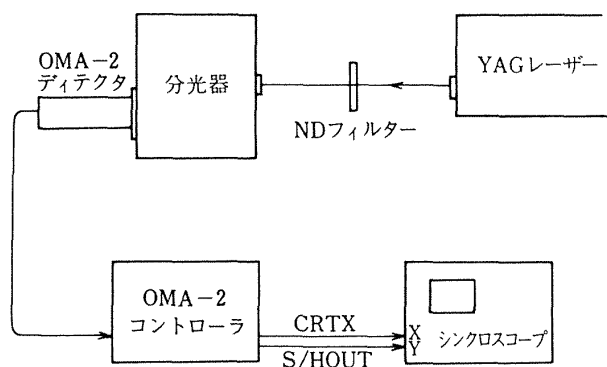 OMA-2
ディテクタ
分光器
NDフィルター
YAGレーザー
OMA-2
コントローラ
CRTX
S/HOUT
X
Y
シンクロスコープ